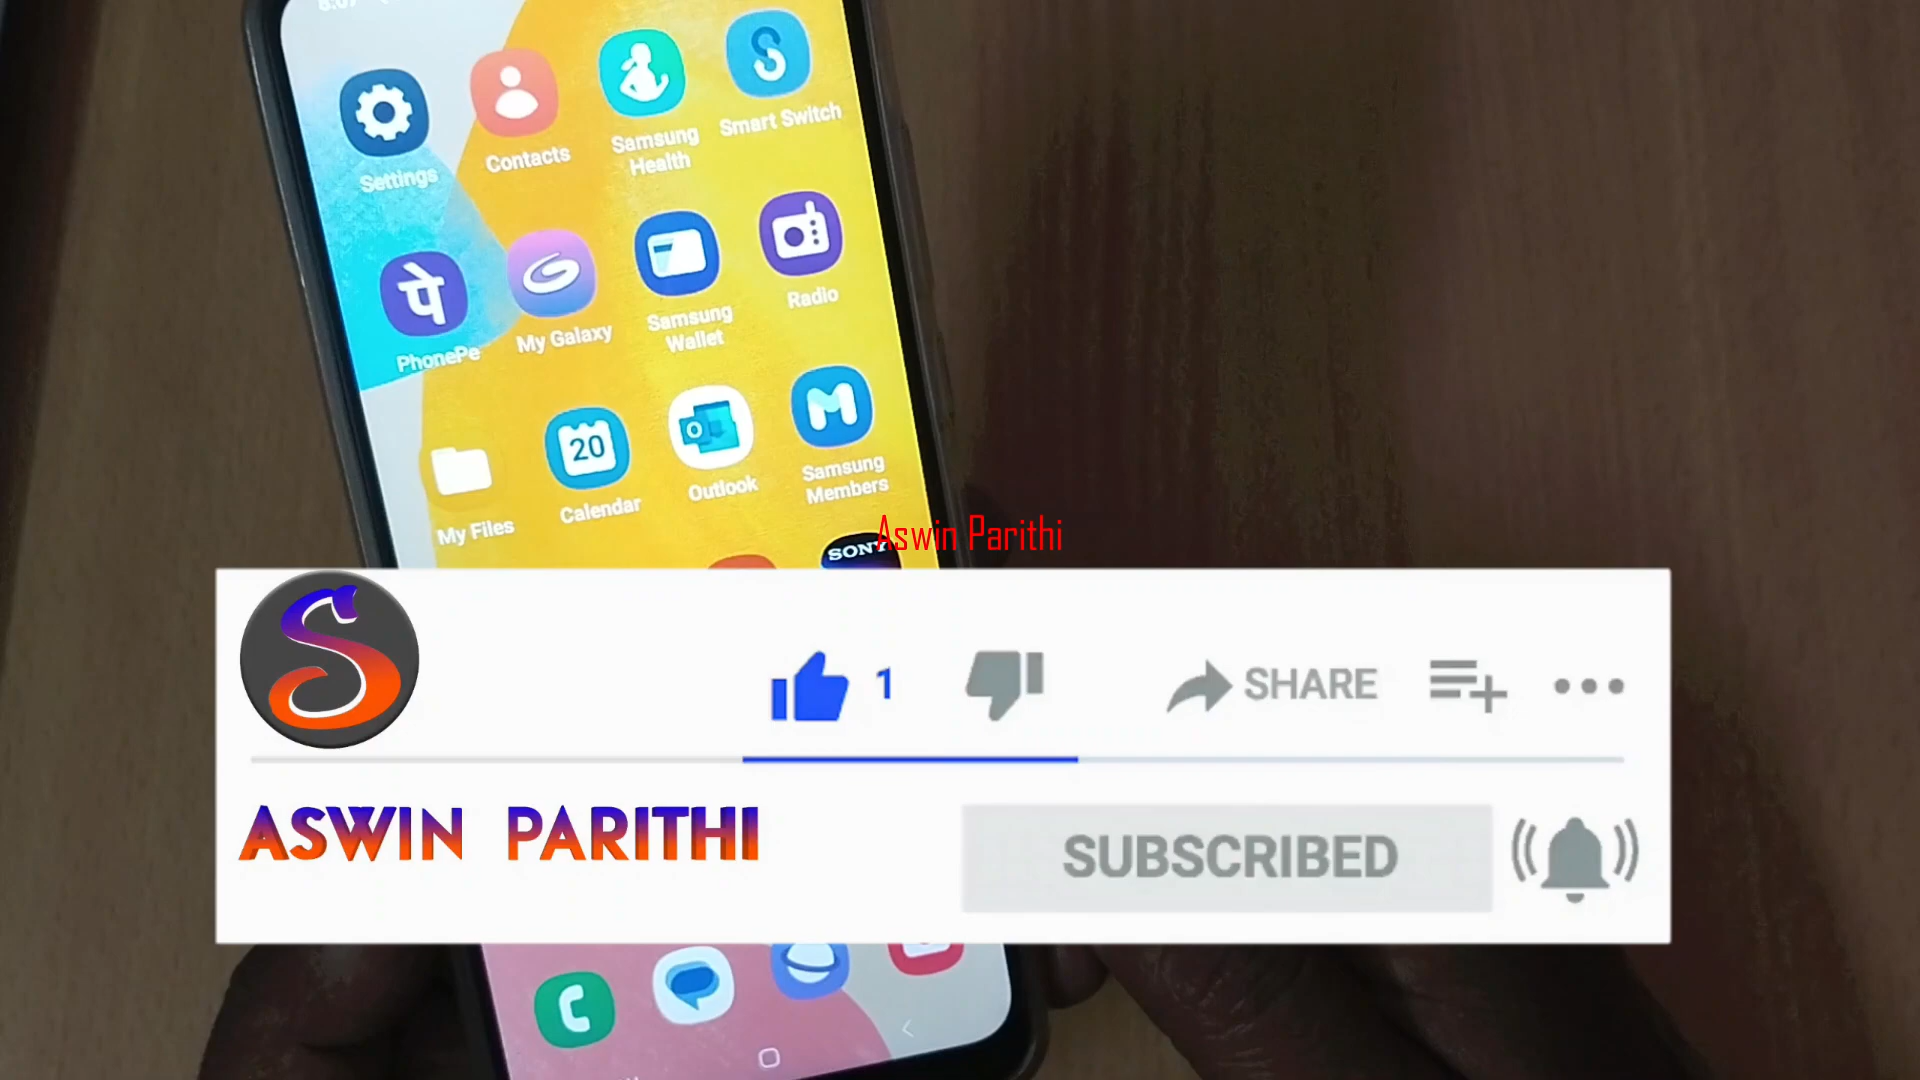 Settings
Contacts
Samsung
Health
Smart Switch
पे
PhonePe
My Galaxy
Samsung
Wallet
Radio
My Files
20
Calendar
Outlook
Samsung
Members
SONY
Aswin Parithi
S
1
SHARE
ASWIN PARITHI
SUBSCRIBED